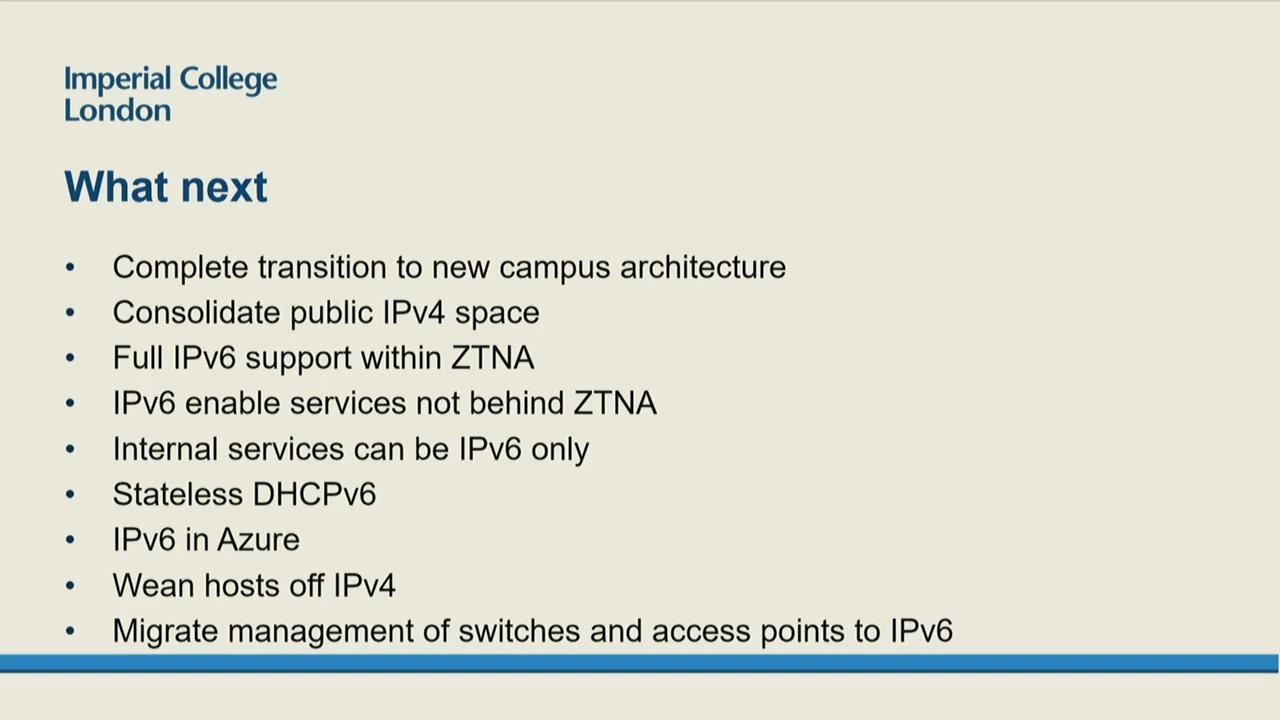 Imperial College
London
What next
• Complete transition to new campus architecture
• Consolidate public IPv4 space
• Full IPv6 support within ZTNA
• IPv6 enable services not behind ZTNA
• Internal services can be IPv6 only
• Stateless DHCPv6
• IPv6 in Azure
• Wean hosts off IPv4
• Migrate management of switches and access points to IPv6